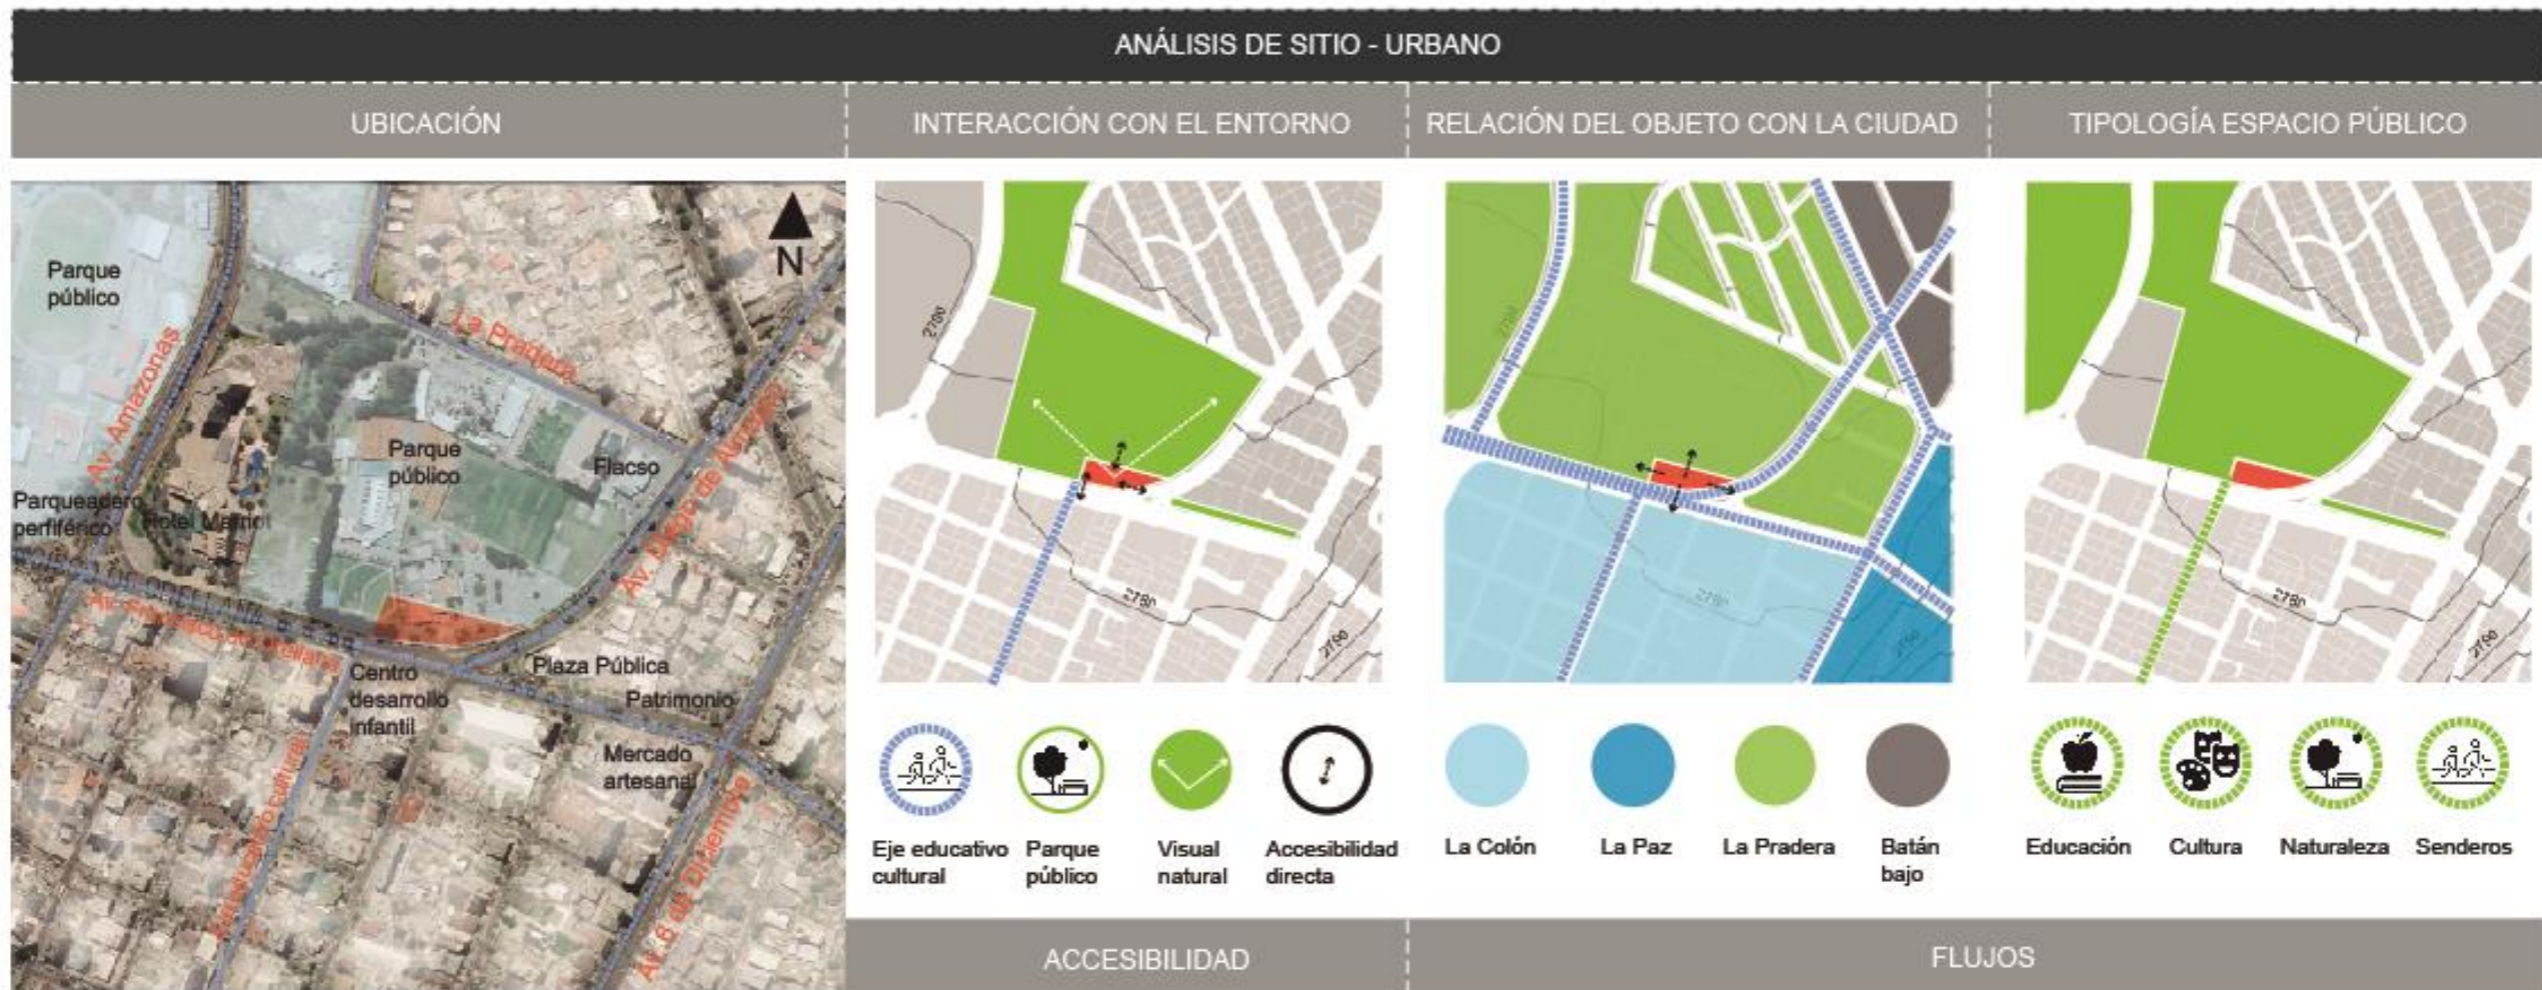 ANÁLISIS DE SITIO - URBANO
UBICACIÓN
INTERACCIÓN CON EL ENTORNO
RELACIÓN DEL OBJETO CON LA CIUDAD
TIPOLOGÍA ESPACIO PÚBLICO
N
Parque
público
Av. Amazonas
La Pradera
Parque
público
Flacso
Parqueadero
perfiférico
Hotel Marriot
Av. Diego de Almagro
Centro
desarrollo
infantil
Plaza Pública
Patrimonio
Mercado
artesanal
Av. 6 de Diciembre
2790
2780
2790
2790
2780
2790
2780
2790
Eje educativo
cultural
Parque
público
Visual
natural
Accesibilidad
directa
La Colón
La Paz
La Pradera
Batán
bajo
Educación
Cultura
Naturaleza
Senderos
ACCESIBILIDAD
FLUJOS